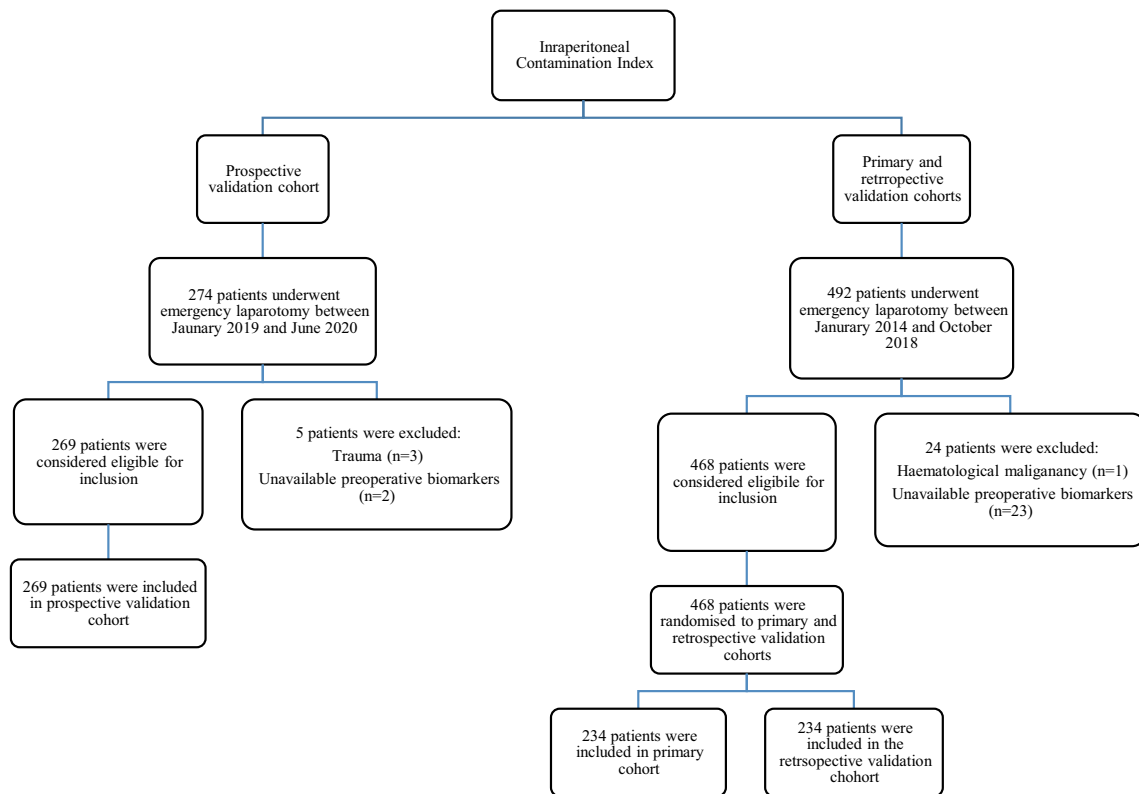 Inraperitoneal
Contamination Index
Prospective
validation cohort
Primary and
retrropective
validation cohorts
274 patients underwent
emergency laparotomy between
Jaunary 2019 and June 2020
492 patients underwent
emergency laparotomy between
Janurary 2014 and October
2018
269 patients were
considered eligible for
inclusion
5 patients were excluded:
Trauma (n=3)
Unavailable preoperative biomarkers
(n=2)
468 patients were
considered eligibile for
inclusion
24 patients were excluded:
Haematological maliganancy (n=1)
Unavailable preoperative biomarkers
(n=23)
269 patients were included
in prospective validation
cohort
468 patients were
randomised to primary and
retrospective validation
cohorts
234 patients were
included in primary
cohort
234 patients were
included in the
retrsopective validation
chohort